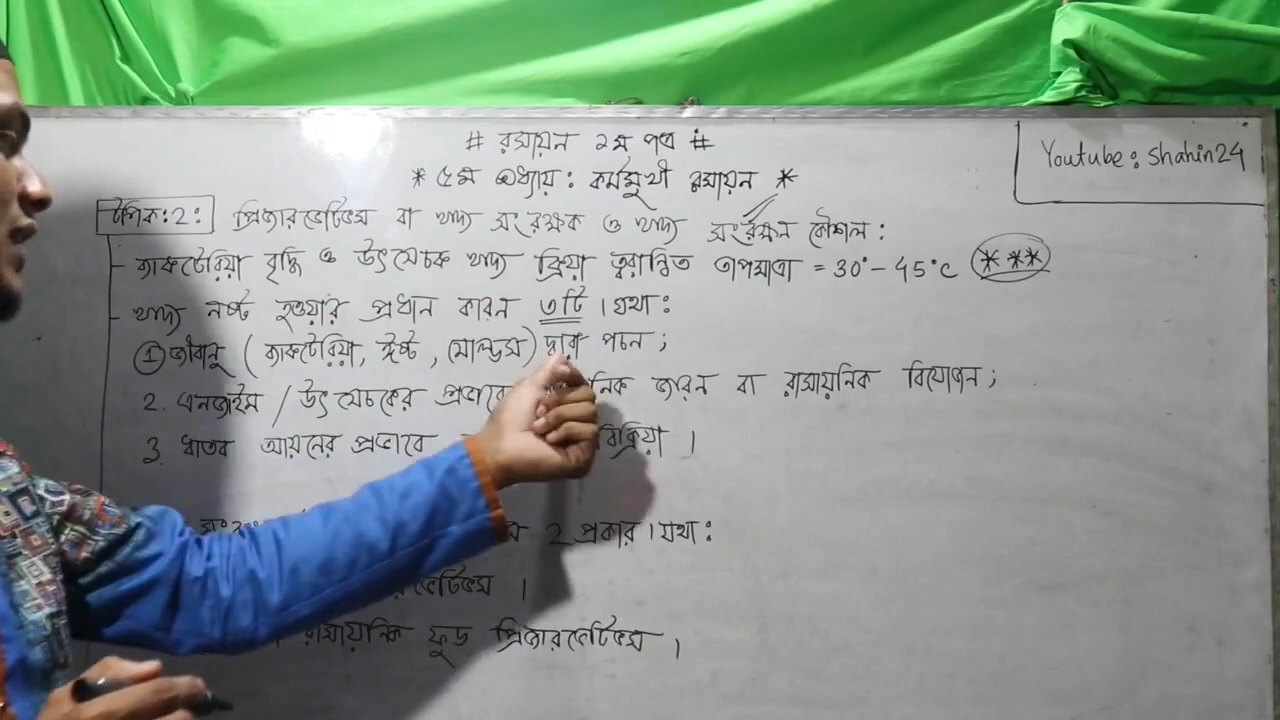 # রসায়ন ২য় পত্র #
Youtube: shahin24
* ৫ম অধ্যায়: কর্মমুখী রসায়ন *
টপিক:2: প্রিজারভেটিভস বা খাদ্য সংরক্ষক ও খাদ্য সংরক্ষন কৌশল:
- ব্যাকটেরিয়া বৃদ্ধি ও উৎসেচক খাদ্য ক্রিয়া ত্বরান্বিত তাপমাত্রা = 30° - 45°c ***
- খাদ্য নষ্ট হওয়ার প্রধান কারন ৩টি। যথা:
① জীবানু (ব্যাকটেরিয়া, ঈষ্ট, মোল্ডস) দ্বারা পচন;
2. এনজাইম / উৎসেচকের প্রভাবে জারন বা রাসায়নিক বিযোজন;
3. ধাতব আয়নের প্রভাবে বিক্রিয়া।
2 প্রকার। যথা:
রাসায়নিক ফুড প্রিজারভেটিভস।